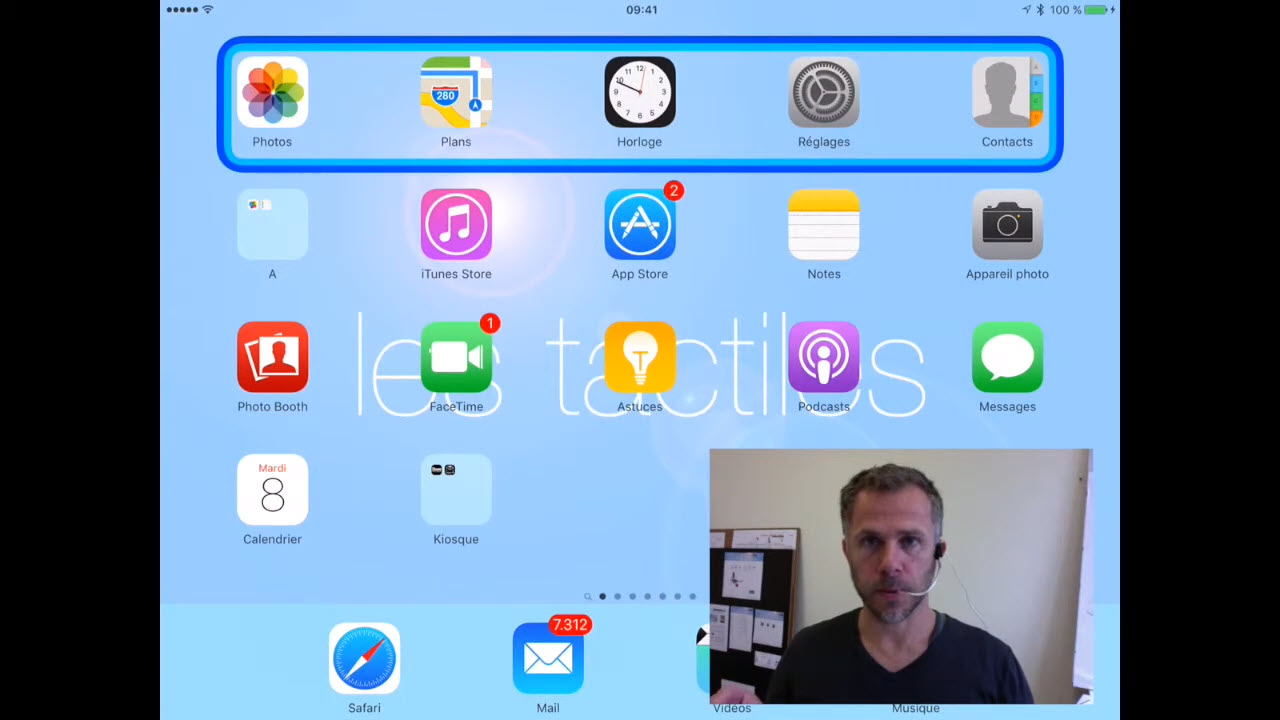 09:41
100 %
Photos
Plans
Horloge
Réglages
Contacts
280
A
iTunes Store
2
App Store
Notes
Appareil photo
les tactiles
Photo Booth
1
FaceTime
Astuces
Podcasts
Messages
Mardi
8
Calendrier
Kiosque
7.312
Safari
Mail
Vidéos
Musique